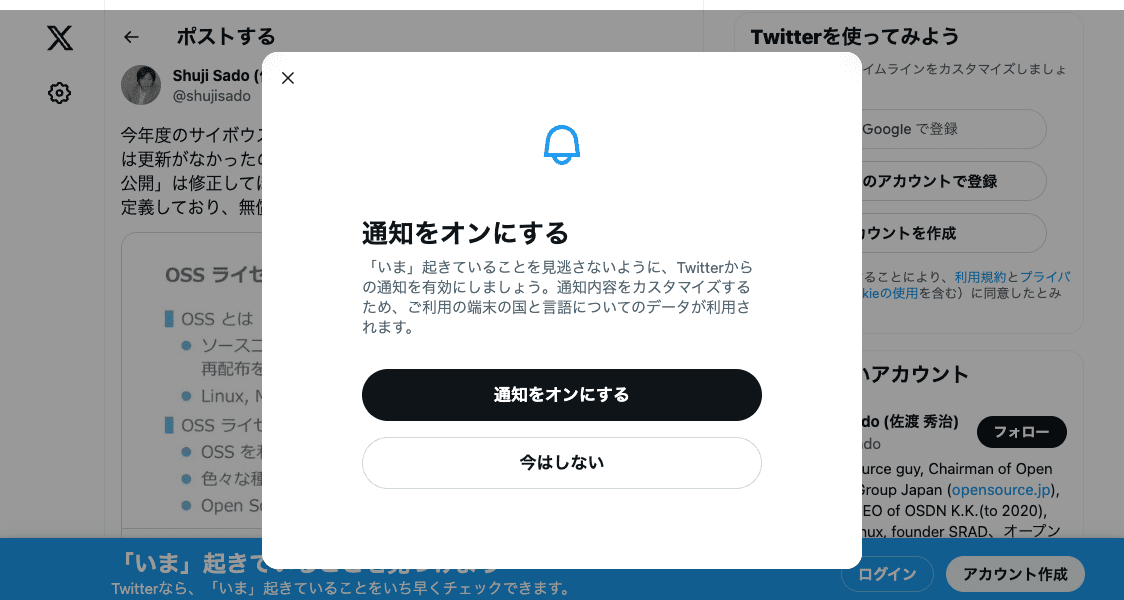 ポストする
Shuji Sado
@shujisado
今年度のサイボウズ
は更新がなかったの
公開」は修正して
定義しており、無償
OSS ライセ
OSS とは
ソースコ
再配布を
Linux,
OSS ライセ
OSS を利
色々な種
Open
通知をオンにする
「いま」起きていることを見逃さないように、Twitterから
の通知を有効にしましょう。通知内容をカスタマイズする
ため、ご利用の端末の国と言語についてのデータが利用さ
れます。
通知をオンにする
今はしない
Twitterを使ってみよう
イムラインをカスタマイズしましょ
Google で登録
のアカウントで登録
カウントを作成
ることにより、利用規約とプライバ
kieの使用を含む）に同意したとみ
いアカウント
do (佐渡 秀治)
do
フォロー
urce guy, Chairman of Open
Group Japan (opensource.jp),
EO of OSDN K.K.(to 2020),
nux, founder SRAD、オープン
「いま」起きていることを見つけよう
Twitterなら、「いま」起きていることをいち早くチェックできます。
ログイン
アカウント作成